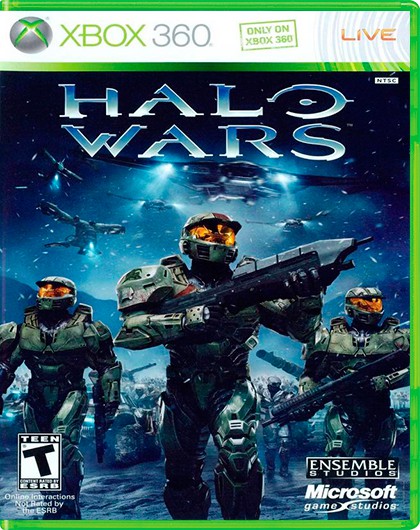 XBOX 360
ONLY ON
XBOX 360
LIVE
NTSC
HALO
WARS
TEEN
T
CONTENT RATED BY
ESRB
Online Interactions
Not Rated by the
ESRB
ENSEMBLE
STUDIOS
Microsoft
game studios